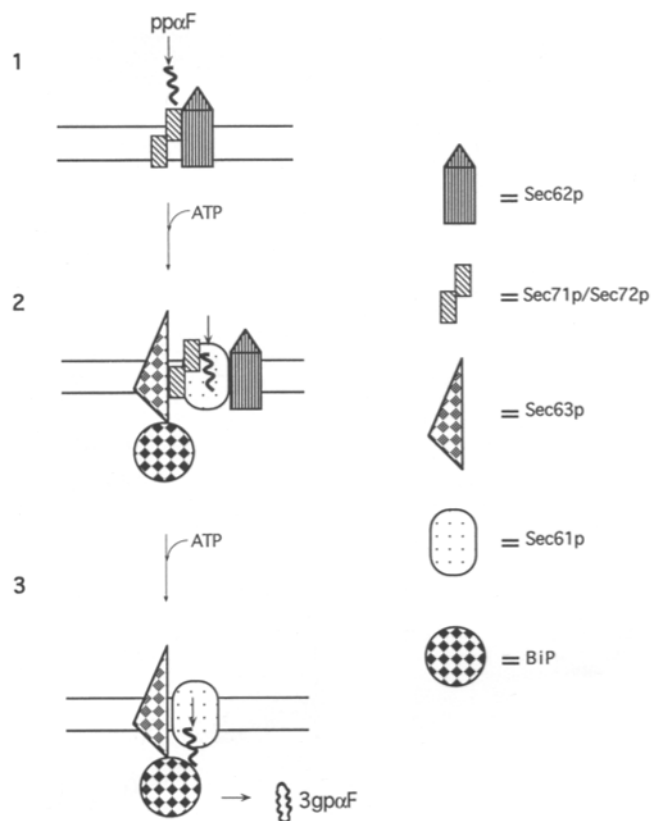 ppαF
1
ATP
2
ATP
3
3gpαF
= Sec62p
= Sec71p/Sec72p
= Sec63p
= Sec61p
= BiP